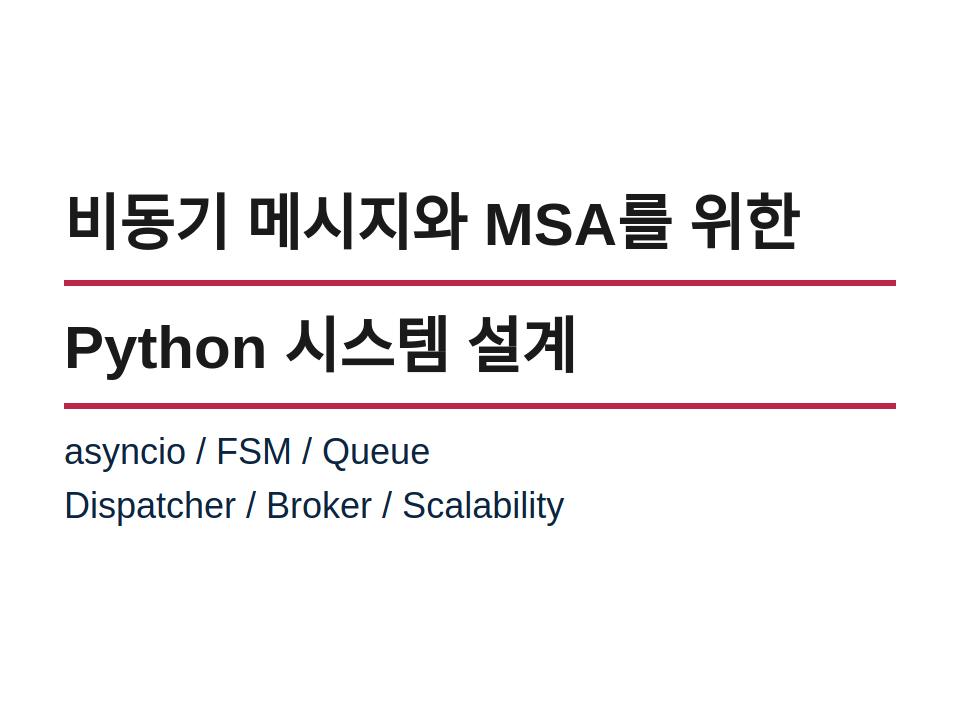 비동기 메시지와 MSA를 위한
Python 시스템 설계
asyncio / FSM / Queue
Dispatcher / Broker / Scalability